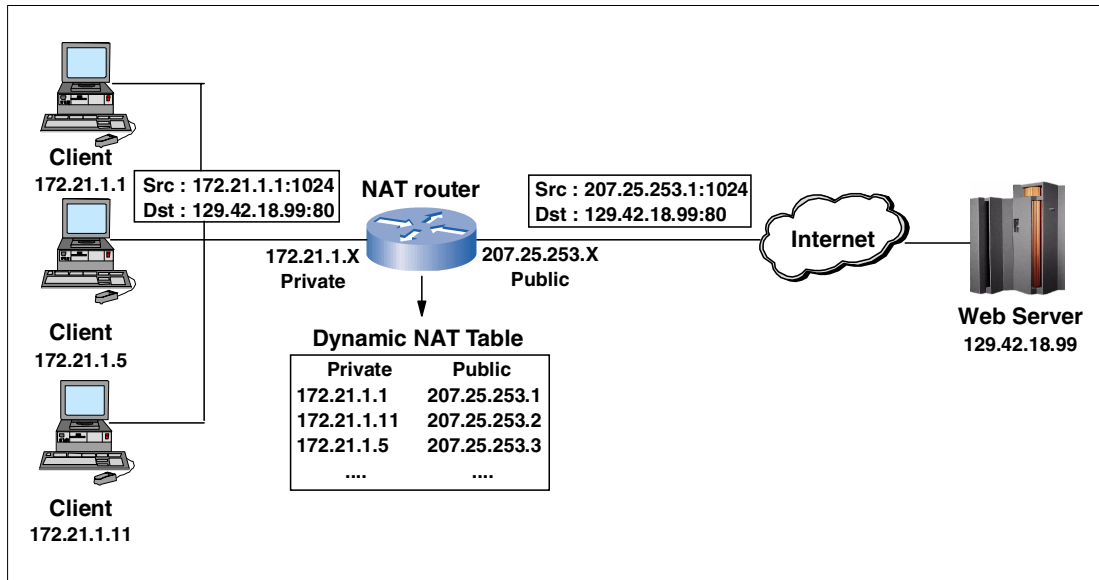 Client
172.21.1.1
Src : 172.21.1.1:1024
Dst : 129.42.18.99:80
NAT router
Src : 207.25.253.1:1024
Dst : 129.42.18.99:80
Internet
172.21.1.X
Private
207.25.253.X
Public
Web Server
129.42.18.99
Client
172.21.1.5
Dynamic NAT Table
Private Public
172.21.1.1 207.25.253.1
172.21.1.11 207.25.253.2
172.21.1.5 207.25.253.3
.... ....
Client
172.21.1.11